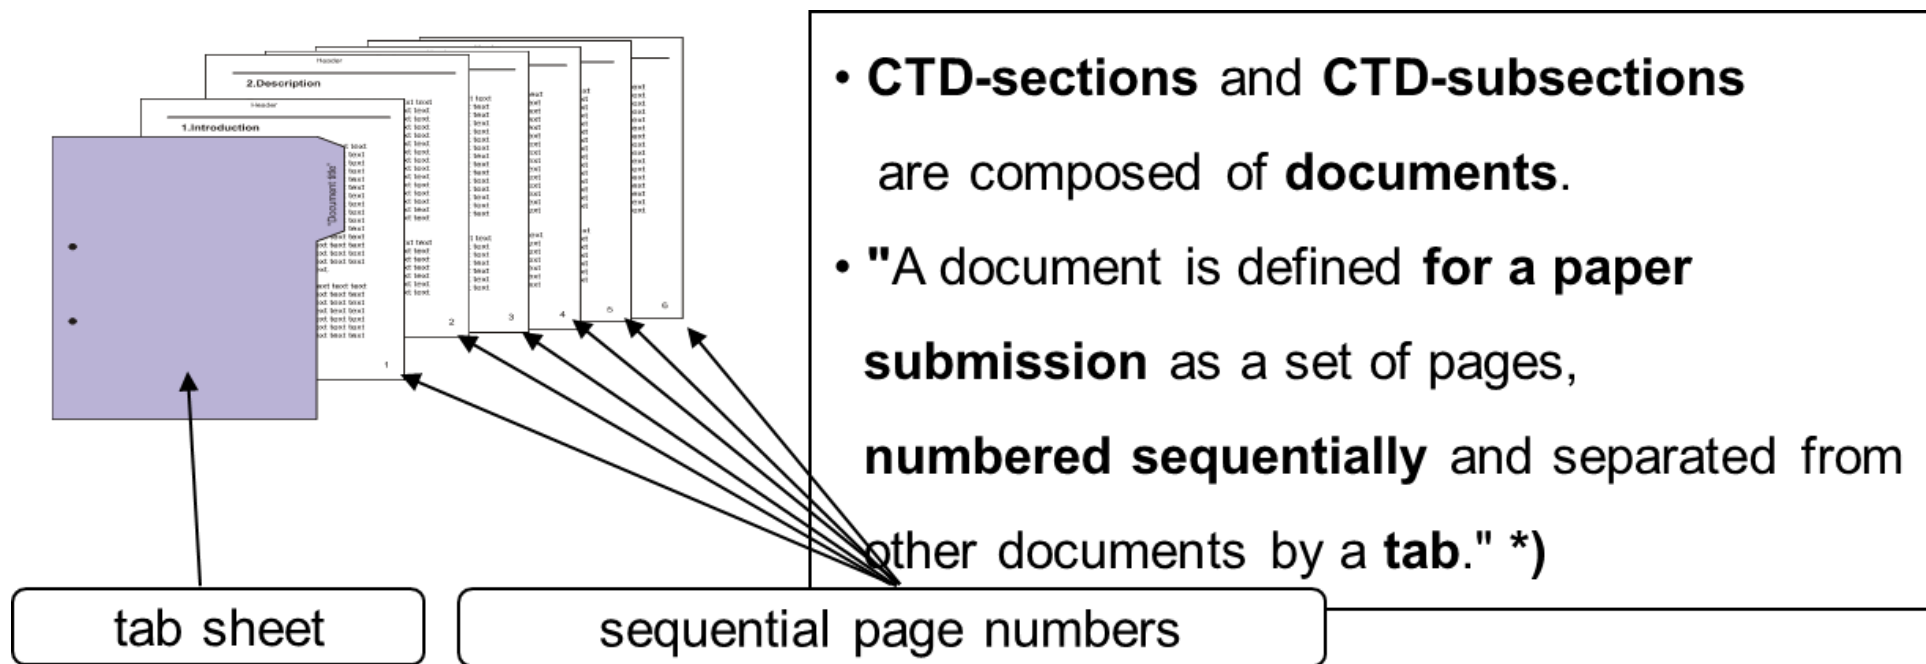 Header
2.Description
Header
1.Introduction
"Document title"
1
2
3
4
5
6
• CTD-sections and CTD-subsections
are composed of documents.
• "A document is defined for a paper
submission as a set of pages,
numbered sequentially and separated from
other documents by a tab." *)
tab sheet
sequential page numbers